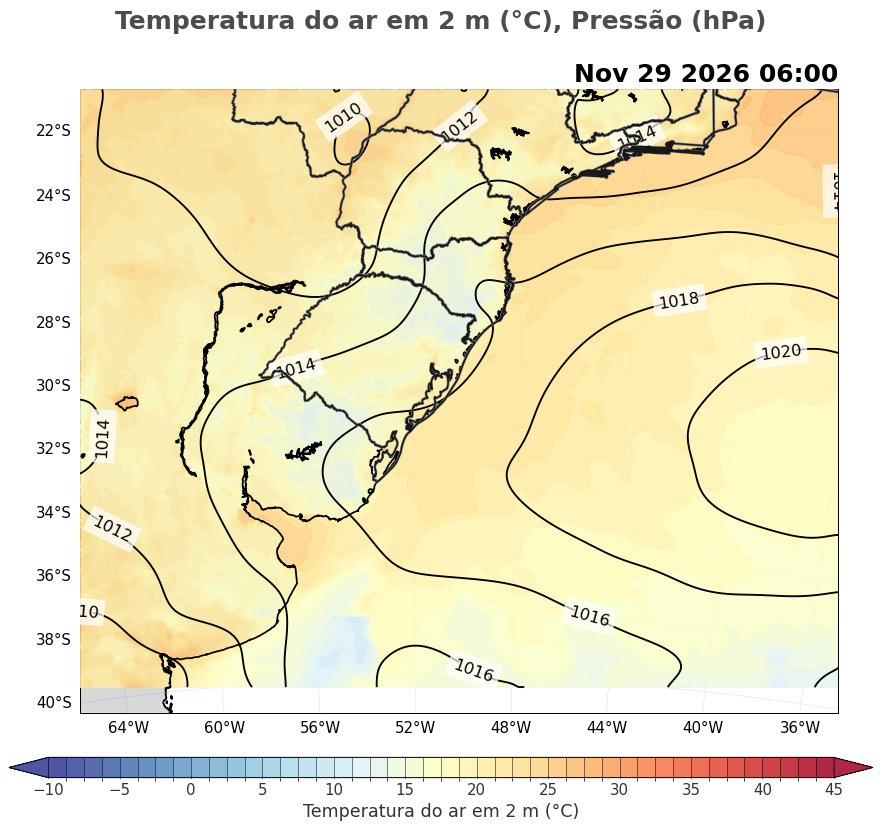 Temperatura do ar em 2 m (°C), Pressão (hPa)
Nov 29 2026 06:00
1010
1012
1014
22°S
24°S
1014
26°S
28°S
1018
1020
30°S
1014
32°S
1014
34°S
1012
36°S
10
1016
38°S
1016
40°S
64°W 60°W 56°W 52°W 48°W 44°W 40°W 36°W
−10 −5 0 5 10 15 20 25 30 35 40 45
Temperatura do ar em 2 m (°C)